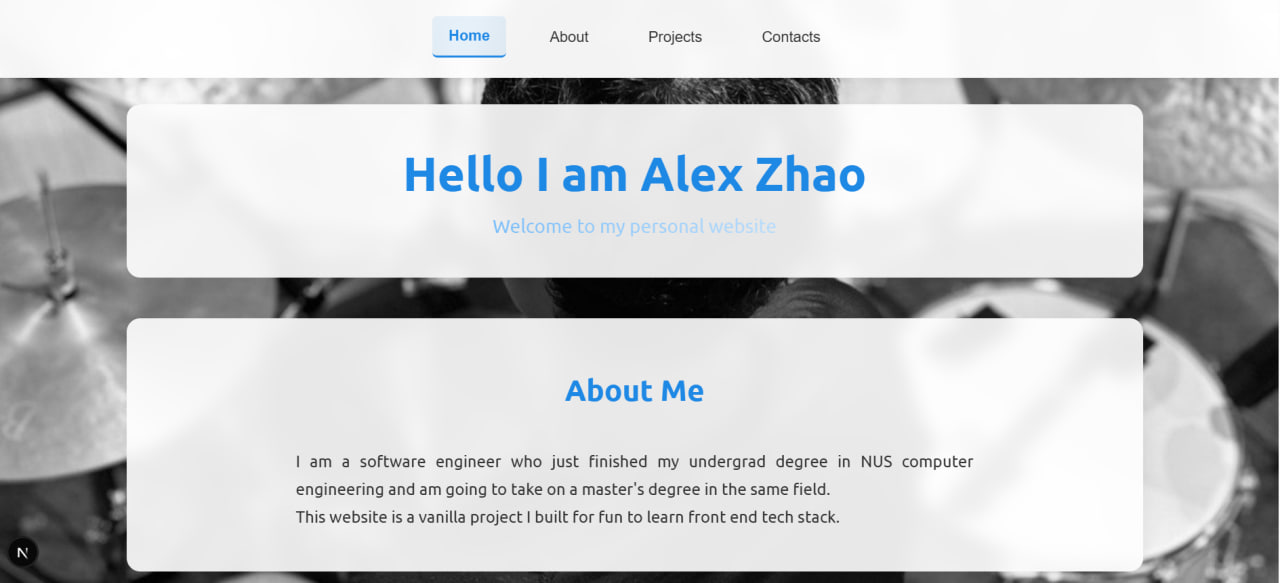 Home About Projects Contacts
Hello I am Alex Zhao
Welcome to my personal website
About Me
I am a software engineer who just finished my undergrad degree in NUS computer
engineering and am going to take on a master's degree in the same field.
This website is a vanilla project I built for fun to learn front end tech stack.
N